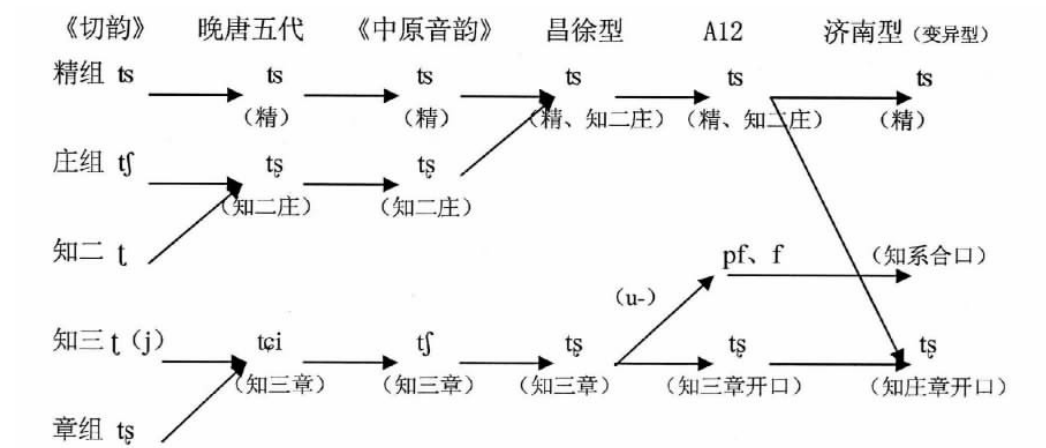 《切韵》 晚唐五代 《中原音韵》 昌徐型 A12 济南型（变异型）
精组 ts ts ts ts ts ts
（精） （精） （精、知二庄） （精、知二庄） （精）
庄组 tʃ tʂ tʂ
（知二庄） （知二庄）
知二 ʈ pf、f （知系合口）
（u-）
知三 ʈ（j） tɕi tʃ tʂ tʂ tʂ
（知三章） （知三章） （知三章） （知三章开口） （知庄章开口）
章组 tʂ